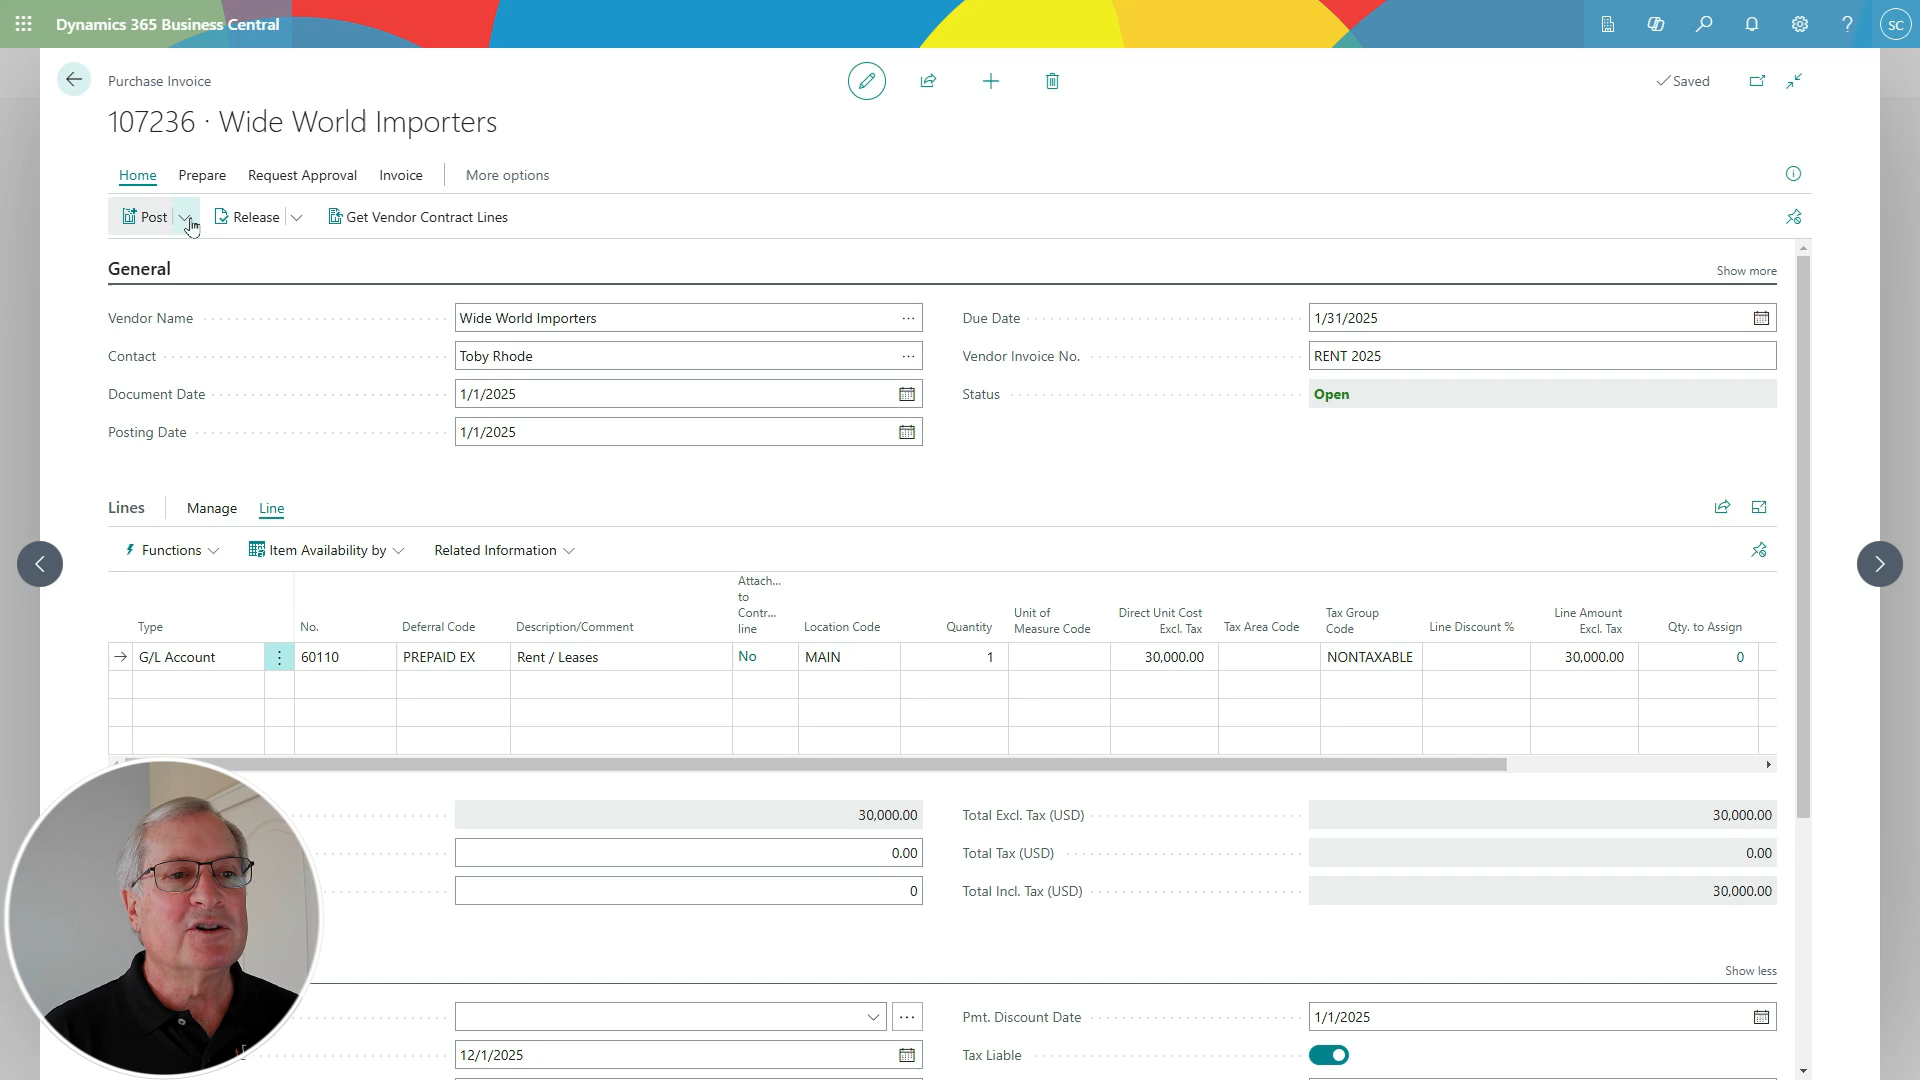 Dynamics 365 Business Central
SC
Purchase Invoice
Saved
107236 · Wide World Importers
Home
Prepare
Request Approval
Invoice
More options
Post
Release
Get Vendor Contract Lines
General
Show more
Vendor Name
Wide World Importers
Due Date
1/31/2025
Contact
Toby Rhode
Vendor Invoice No.
RENT 2025
Document Date
1/1/2025
Status
Open
Posting Date
1/1/2025
Lines
Manage
Line
Functions
Item Availability by
Related Information
Type
No.
Deferral Code
Description/Comment
Attach...
to
Contr...
line
Location Code
Quantity
Unit of
Measure Code
Direct Unit Cost
Excl. Tax
Tax Area Code
Tax Group
Code
Line Discount %
Line Amount
Excl. Tax
Qty. to Assign
G/L Account
60110
PREPAID EX
Rent / Leases
No
MAIN
1
30,000.00
NONTAXABLE
30,000.00
0
30,000.00
Total Excl. Tax (USD)
30,000.00
0.00
Total Tax (USD)
0.00
0
Total Incl. Tax (USD)
30,000.00
Show less
Pmt. Discount Date
1/1/2025
12/1/2025
Tax Liable